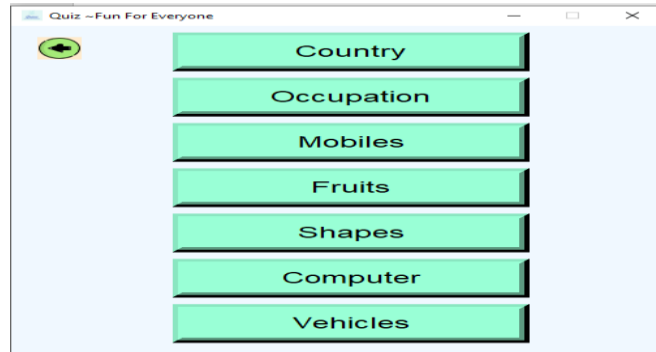 Quiz ~Fun For Everyone
Country
Occupation
Mobiles
Fruits
Shapes
Computer
Vehicles